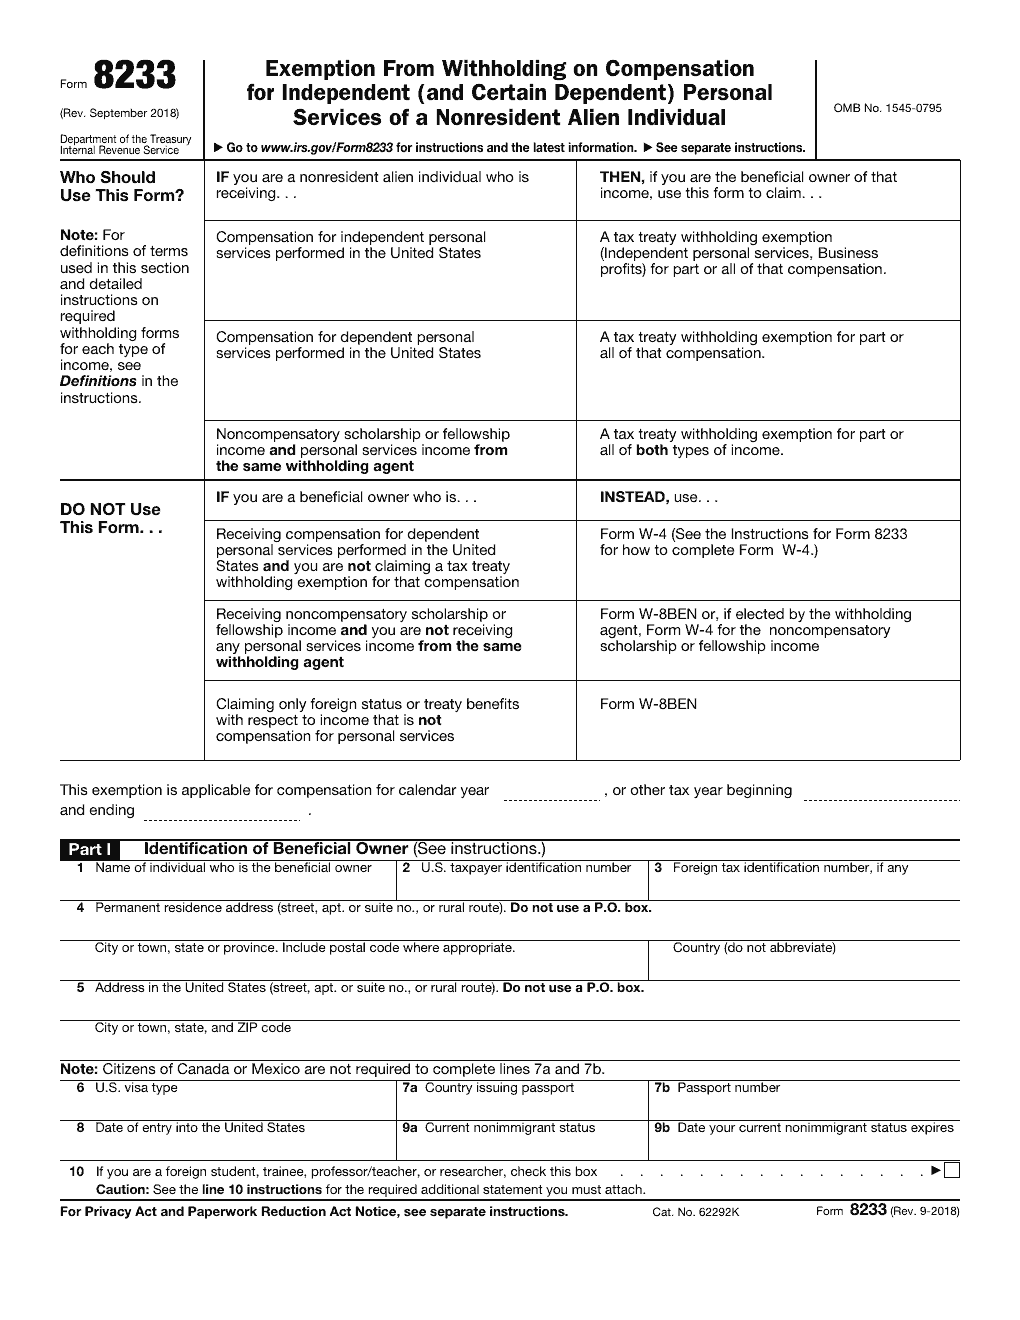 Form 8233
(Rev. September 2018)
Department of the Treasury
Internal Revenue Service
Exemption From Withholding on Compensation
for Independent (and Certain Dependent) Personal
Services of a Nonresident Alien Individual
▶ Go to www.irs.gov/Form8233 for instructions and the latest information. ▶ See separate instructions.
OMB No. 1545-0795
Who Should
Use This Form?
Note: For
definitions of terms
used in this section
and detailed
instructions on
required
withholding forms
for each type of
income, see
Definitions in the
instructions.
IF you are a nonresident alien individual who is
receiving. . .
THEN, if you are the beneficial owner of that
income, use this form to claim. . .
Compensation for independent personal
services performed in the United States
A tax treaty withholding exemption
(Independent personal services, Business
profits) for part or all of that compensation.
Compensation for dependent personal
services performed in the United States
A tax treaty withholding exemption for part or
all of that compensation.
Noncompensatory scholarship or fellowship
income and personal services income from
the same withholding agent
A tax treaty withholding exemption for part or
all of both types of income.
DO NOT Use
This Form. . .
IF you are a beneficial owner who is. . .
INSTEAD, use. . .
Receiving compensation for dependent
personal services performed in the United
States and you are not claiming a tax treaty
withholding exemption for that compensation
Form W-4 (See the Instructions for Form 8233
for how to complete Form W-4.)
Receiving noncompensatory scholarship or
fellowship income and you are not receiving
any personal services income from the same
withholding agent
Form W-8BEN or, if elected by the withholding
agent, Form W-4 for the noncompensatory
scholarship or fellowship income
Claiming only foreign status or treaty benefits
with respect to income that is not
compensation for personal services
Form W-8BEN
This exemption is applicable for compensation for calendar year , or other tax year beginning
and ending .
Part I Identification of Beneficial Owner (See instructions.)
1 Name of individual who is the beneficial owner
2 U.S. taxpayer identification number
3 Foreign tax identification number, if any
4 Permanent residence address (street, apt. or suite no., or rural route). Do not use a P.O. box.
City or town, state or province. Include postal code where appropriate.
Country (do not abbreviate)
5 Address in the United States (street, apt. or suite no., or rural route). Do not use a P.O. box.
City or town, state, and ZIP code
Note: Citizens of Canada or Mexico are not required to complete lines 7a and 7b.
6 U.S. visa type
7a Country issuing passport
7b Passport number
8 Date of entry into the United States
9a Current nonimmigrant status
9b Date your current nonimmigrant status expires
10 If you are a foreign student, trainee, professor/teacher, or researcher, check this box . . . . . . . . . . . . . . ▶
Caution: See the line 10 instructions for the required additional statement you must attach.
For Privacy Act and Paperwork Reduction Act Notice, see separate instructions.
Cat. No. 62292K
Form 8233 (Rev. 9-2018)